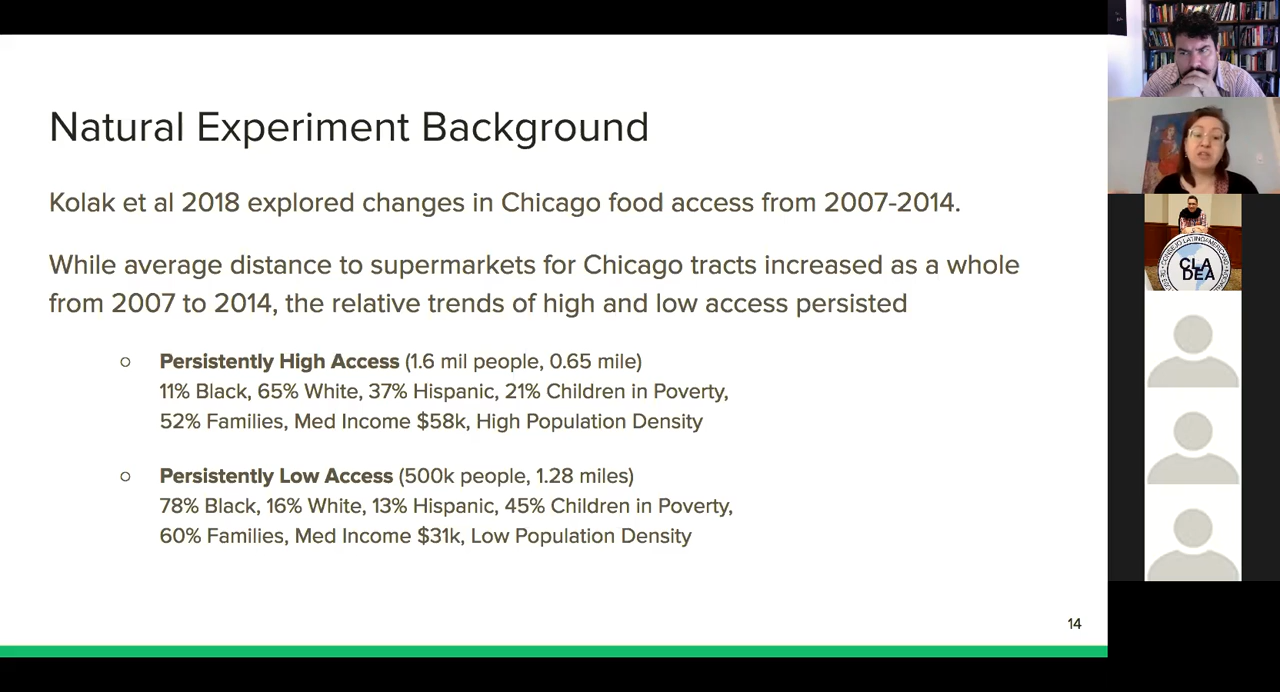 Natural Experiment Background
Kolak et al 2018 explored changes in Chicago food access from 2007-2014.
While average distance to supermarkets for Chicago tracts increased as a whole
from 2007 to 2014, the relative trends of high and low access persisted
Persistently High Access (1.6 mil people, 0.65 mile)
11% Black, 65% White, 37% Hispanic, 21% Children in Poverty,
52% Families, Med Income $58k, High Population Density
Persistently Low Access (500k people, 1.28 miles)
78% Black, 16% White, 13% Hispanic, 45% Children in Poverty,
60% Families, Med Income $31k, Low Population Density
14
CONSEJO LATINOAMERICANO
CLA
DEA